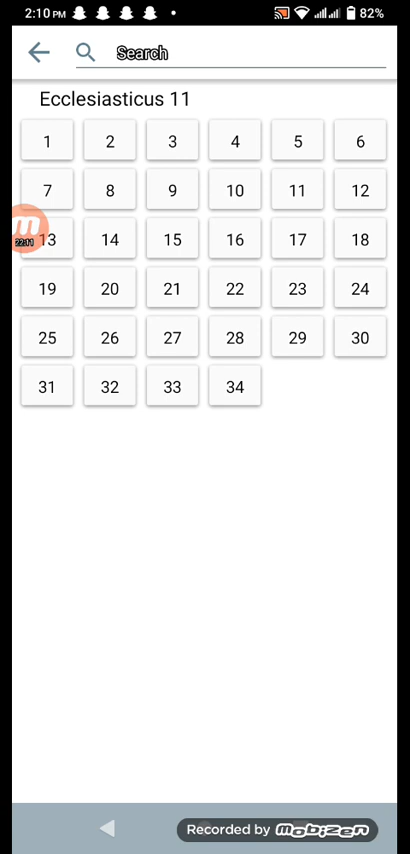 2:10 PM 82%
Search
Ecclesiasticus 11
1 2 3 4 5 6
7 8 9 10 11 12
13 14 15 16 17 18
22:11
19 20 21 22 23 24
25 26 27 28 29 30
31 32 33 34
Recorded by mobizen